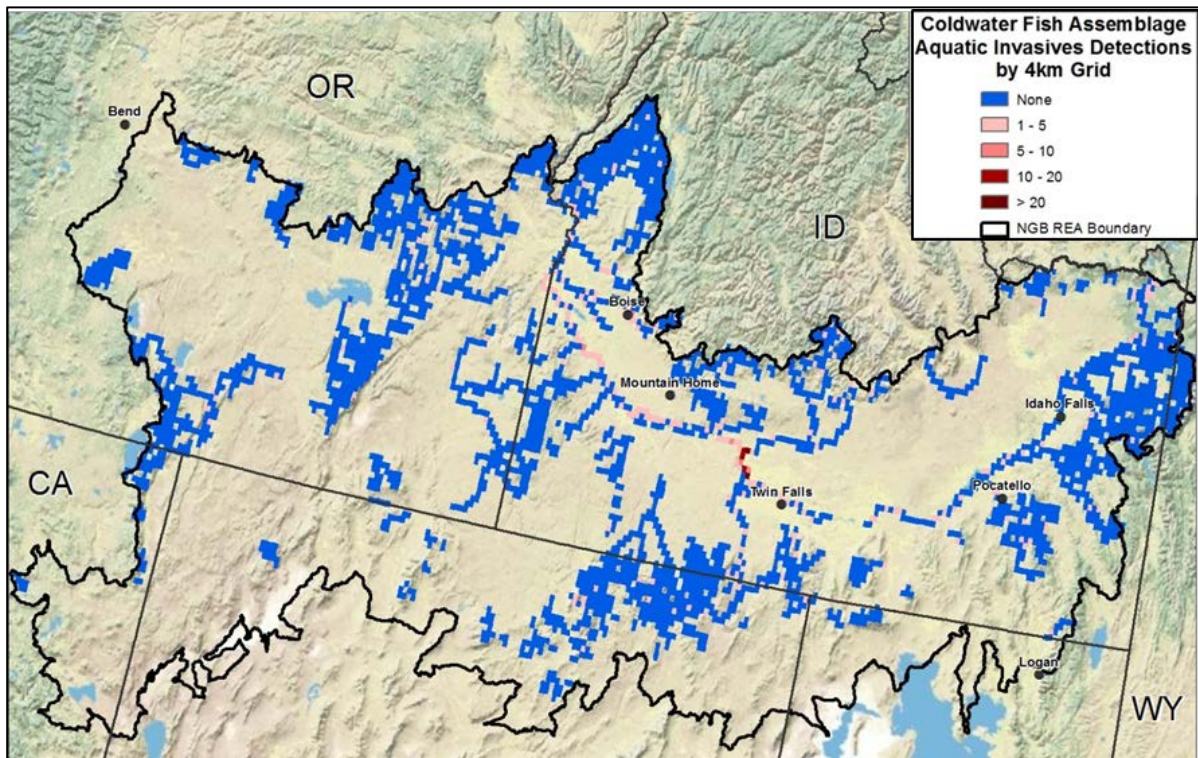 Coldwater Fish Assemblage
Aquatic Invasives Detections
by 4km Grid
None
1 - 5
5 - 10
10 - 20
> 20
NGB REA Boundary
OR
Bend
ID
Boise
Mountain Home
Idaho Falls
CA
Twin Falls
Pocatello
Logan
WY